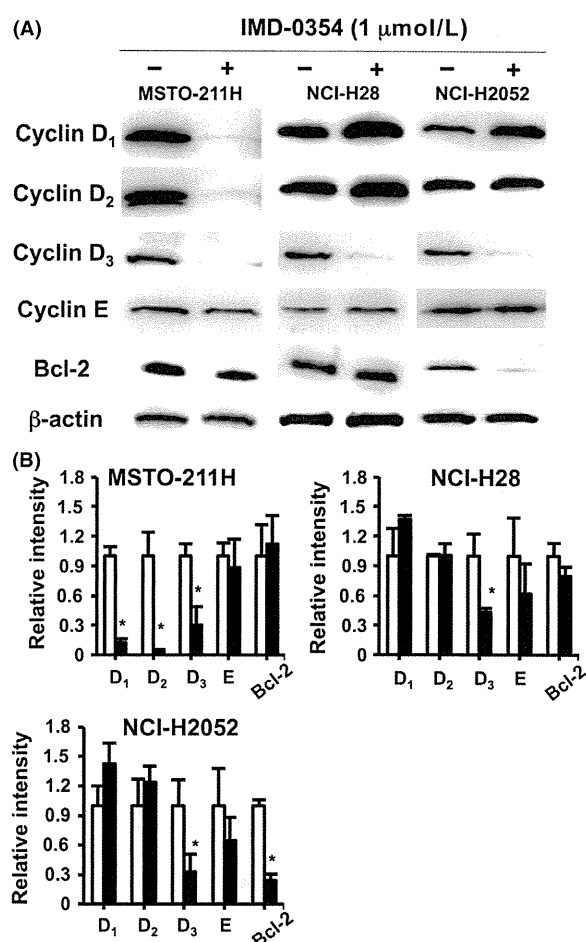 (A) IMD-0354 (1 μmol/L)
− + − + − +
MSTO-211H NCI-H28 NCI-H2052
Cyclin D₁
Cyclin D₂
Cyclin D₃
Cyclin E
Bcl-2
β-actin
(B)
MSTO-211H
Relative intensity
1.8
1.5
1.2
0.9
0.6
0.3
0
* * *
D₁ D₂ D₃ E Bcl-2
NCI-H28
Relative intensity
1.8
1.5
1.2
0.9
0.6
0.3
0
*
D₁ D₂ D₃ E Bcl-2
NCI-H2052
Relative intensity
1.8
1.5
1.2
0.9
0.6
0.3
0
* *
D₁ D₂ D₃ E Bcl-2